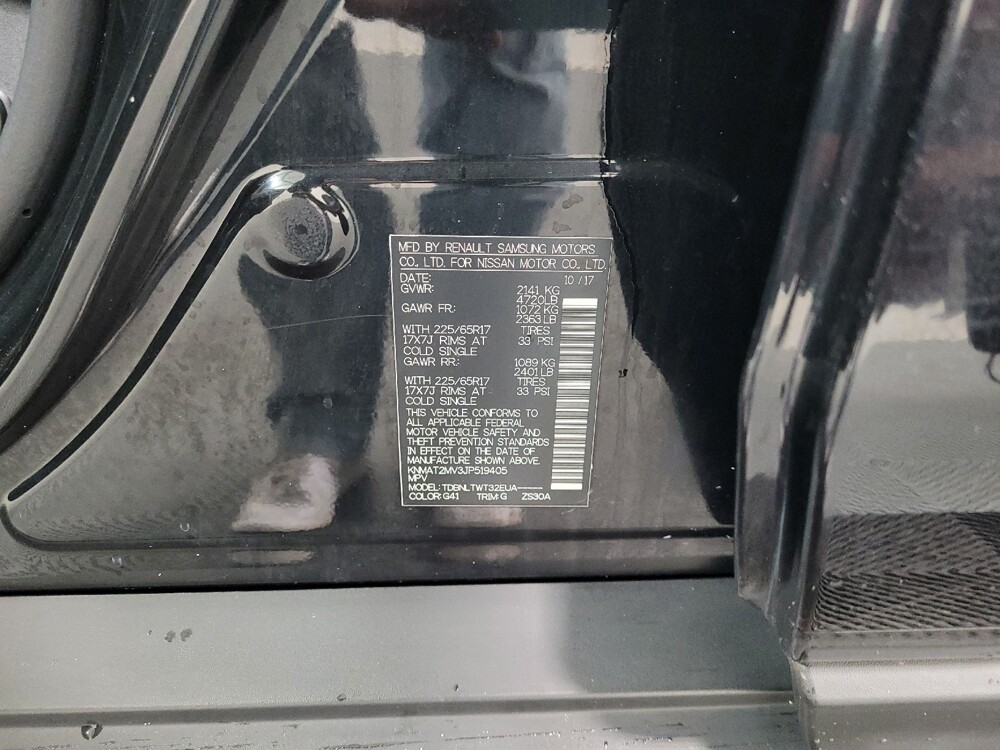 MFD BY RENAULT SAMSUNG MOTORS
CO., LTD. FOR NISSAN MOTOR CO., LTD.
DATE: 10 / 17
GVWR: 2141 KG
4720LB
GAWR FR: 1072 KG
2363LB
WITH 225/65R17 TIRES
17X7J RIMS AT 33 PSI
COLD SINGLE
GAWR RR: 1089 KG
2401LB
WITH 225/65R17 TIRES
17X7J RIMS AT 33 PSI
COLD SINGLE
THIS VEHICLE CONFORMS TO
ALL APPLICABLE FEDERAL
MOTOR VEHICLE SAFETY AND
THEFT PREVENTION STANDARDS
IN EFFECT ON THE DATE OF
MANUFACTURE SHOWN ABOVE.
KNMAT2MV3JP519405
MPV
MODEL: TDBNLTWT32EUA-----
COLOR: G41 TRIM: G ZS30A